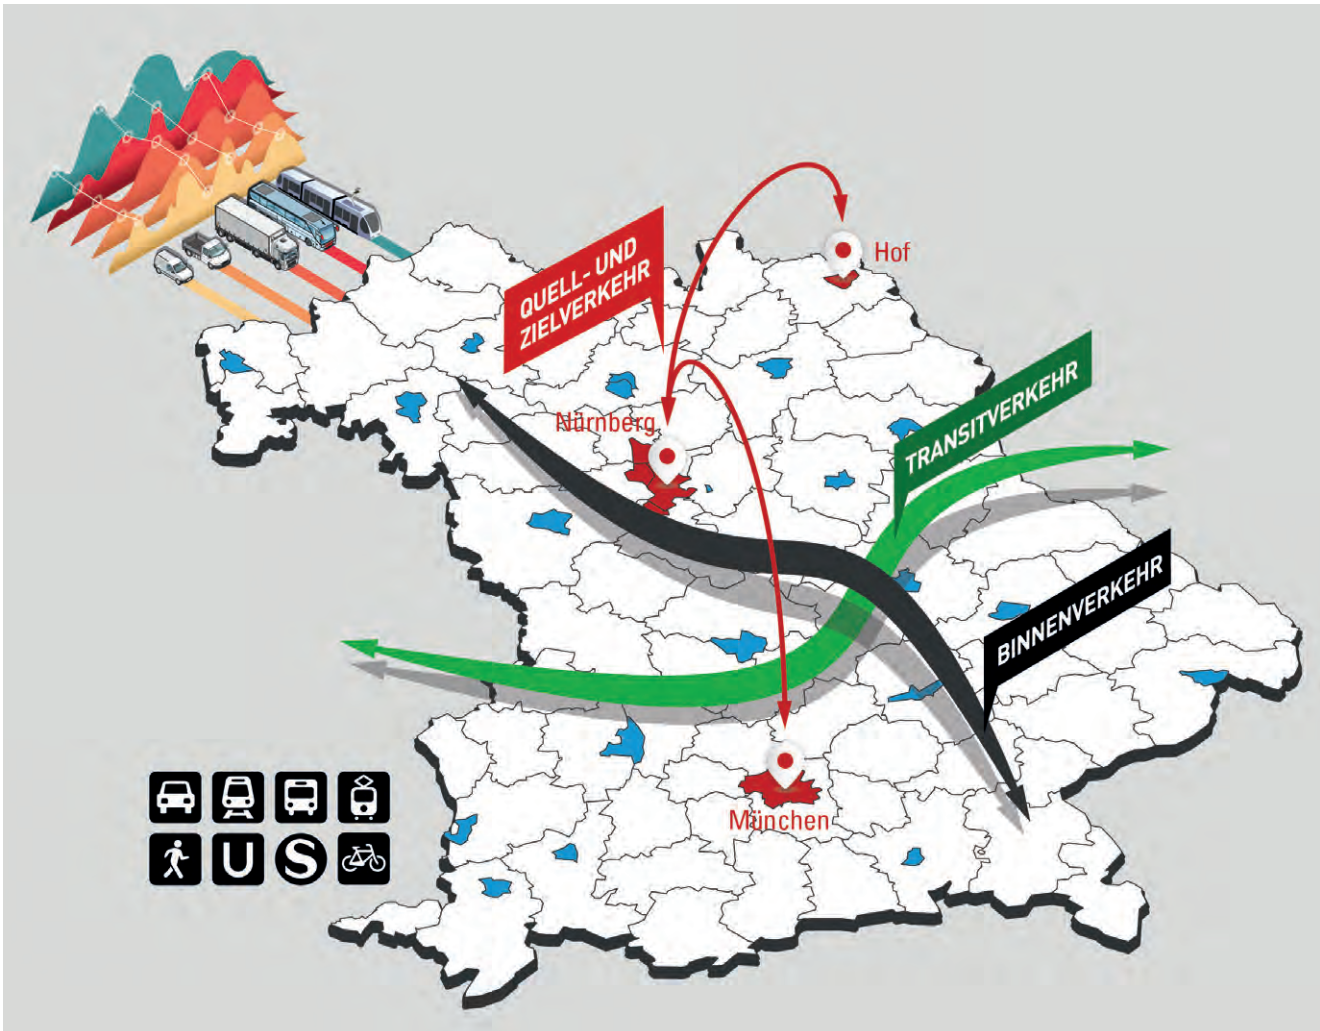 QUELL- UND
ZIELVERKEHR
Hof
TRANSITVERKEHR
Nürnberg
BINNENVERKEHR
München
U
S